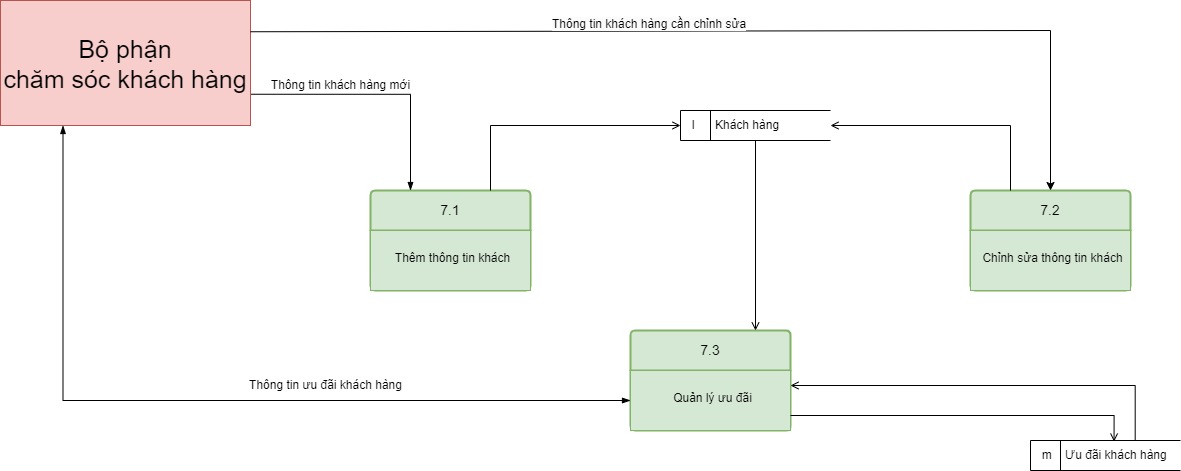 Thông tin khách hàng cần chỉnh sửa
Bộ phận
chăm sóc khách hàng
Thông tin khách hàng mới
l
Khách hàng
7.1
Thêm thông tin khách
7.2
Chỉnh sửa thông tin khách
7.3
Quản lý ưu đãi
Thông tin ưu đãi khách hàng
m
Ưu đãi khách hàng